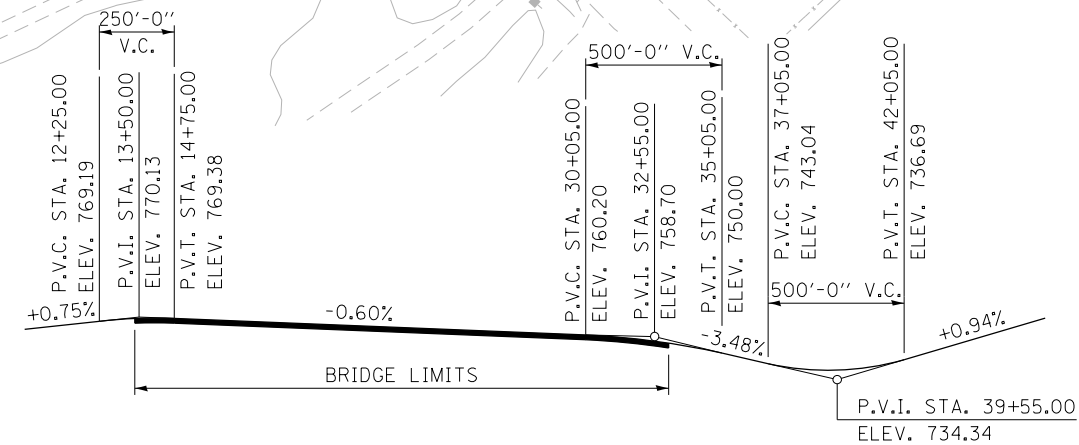 250'-0"
V.C.
P.V.C. STA. 12+25.00
ELEV. 769.19
P.V.I. STA. 13+50.00
ELEV. 770.13
P.V.T. STA. 14+75.00
ELEV. 769.38
500'-0" V.C.
P.V.C. STA. 30+05.00
ELEV. 760.20
P.V.I. STA. 32+55.00
ELEV. 758.70
P.V.T. STA. 35+05.00
ELEV. 750.00
P.V.C. STA. 37+05.00
ELEV. 743.04
P.V.T. STA. 42+05.00
ELEV. 736.69
500'-0" V.C.
+0.75%
-0.60%
-3.48%
+0.94%
BRIDGE LIMITS
P.V.I. STA. 39+55.00
ELEV. 734.34